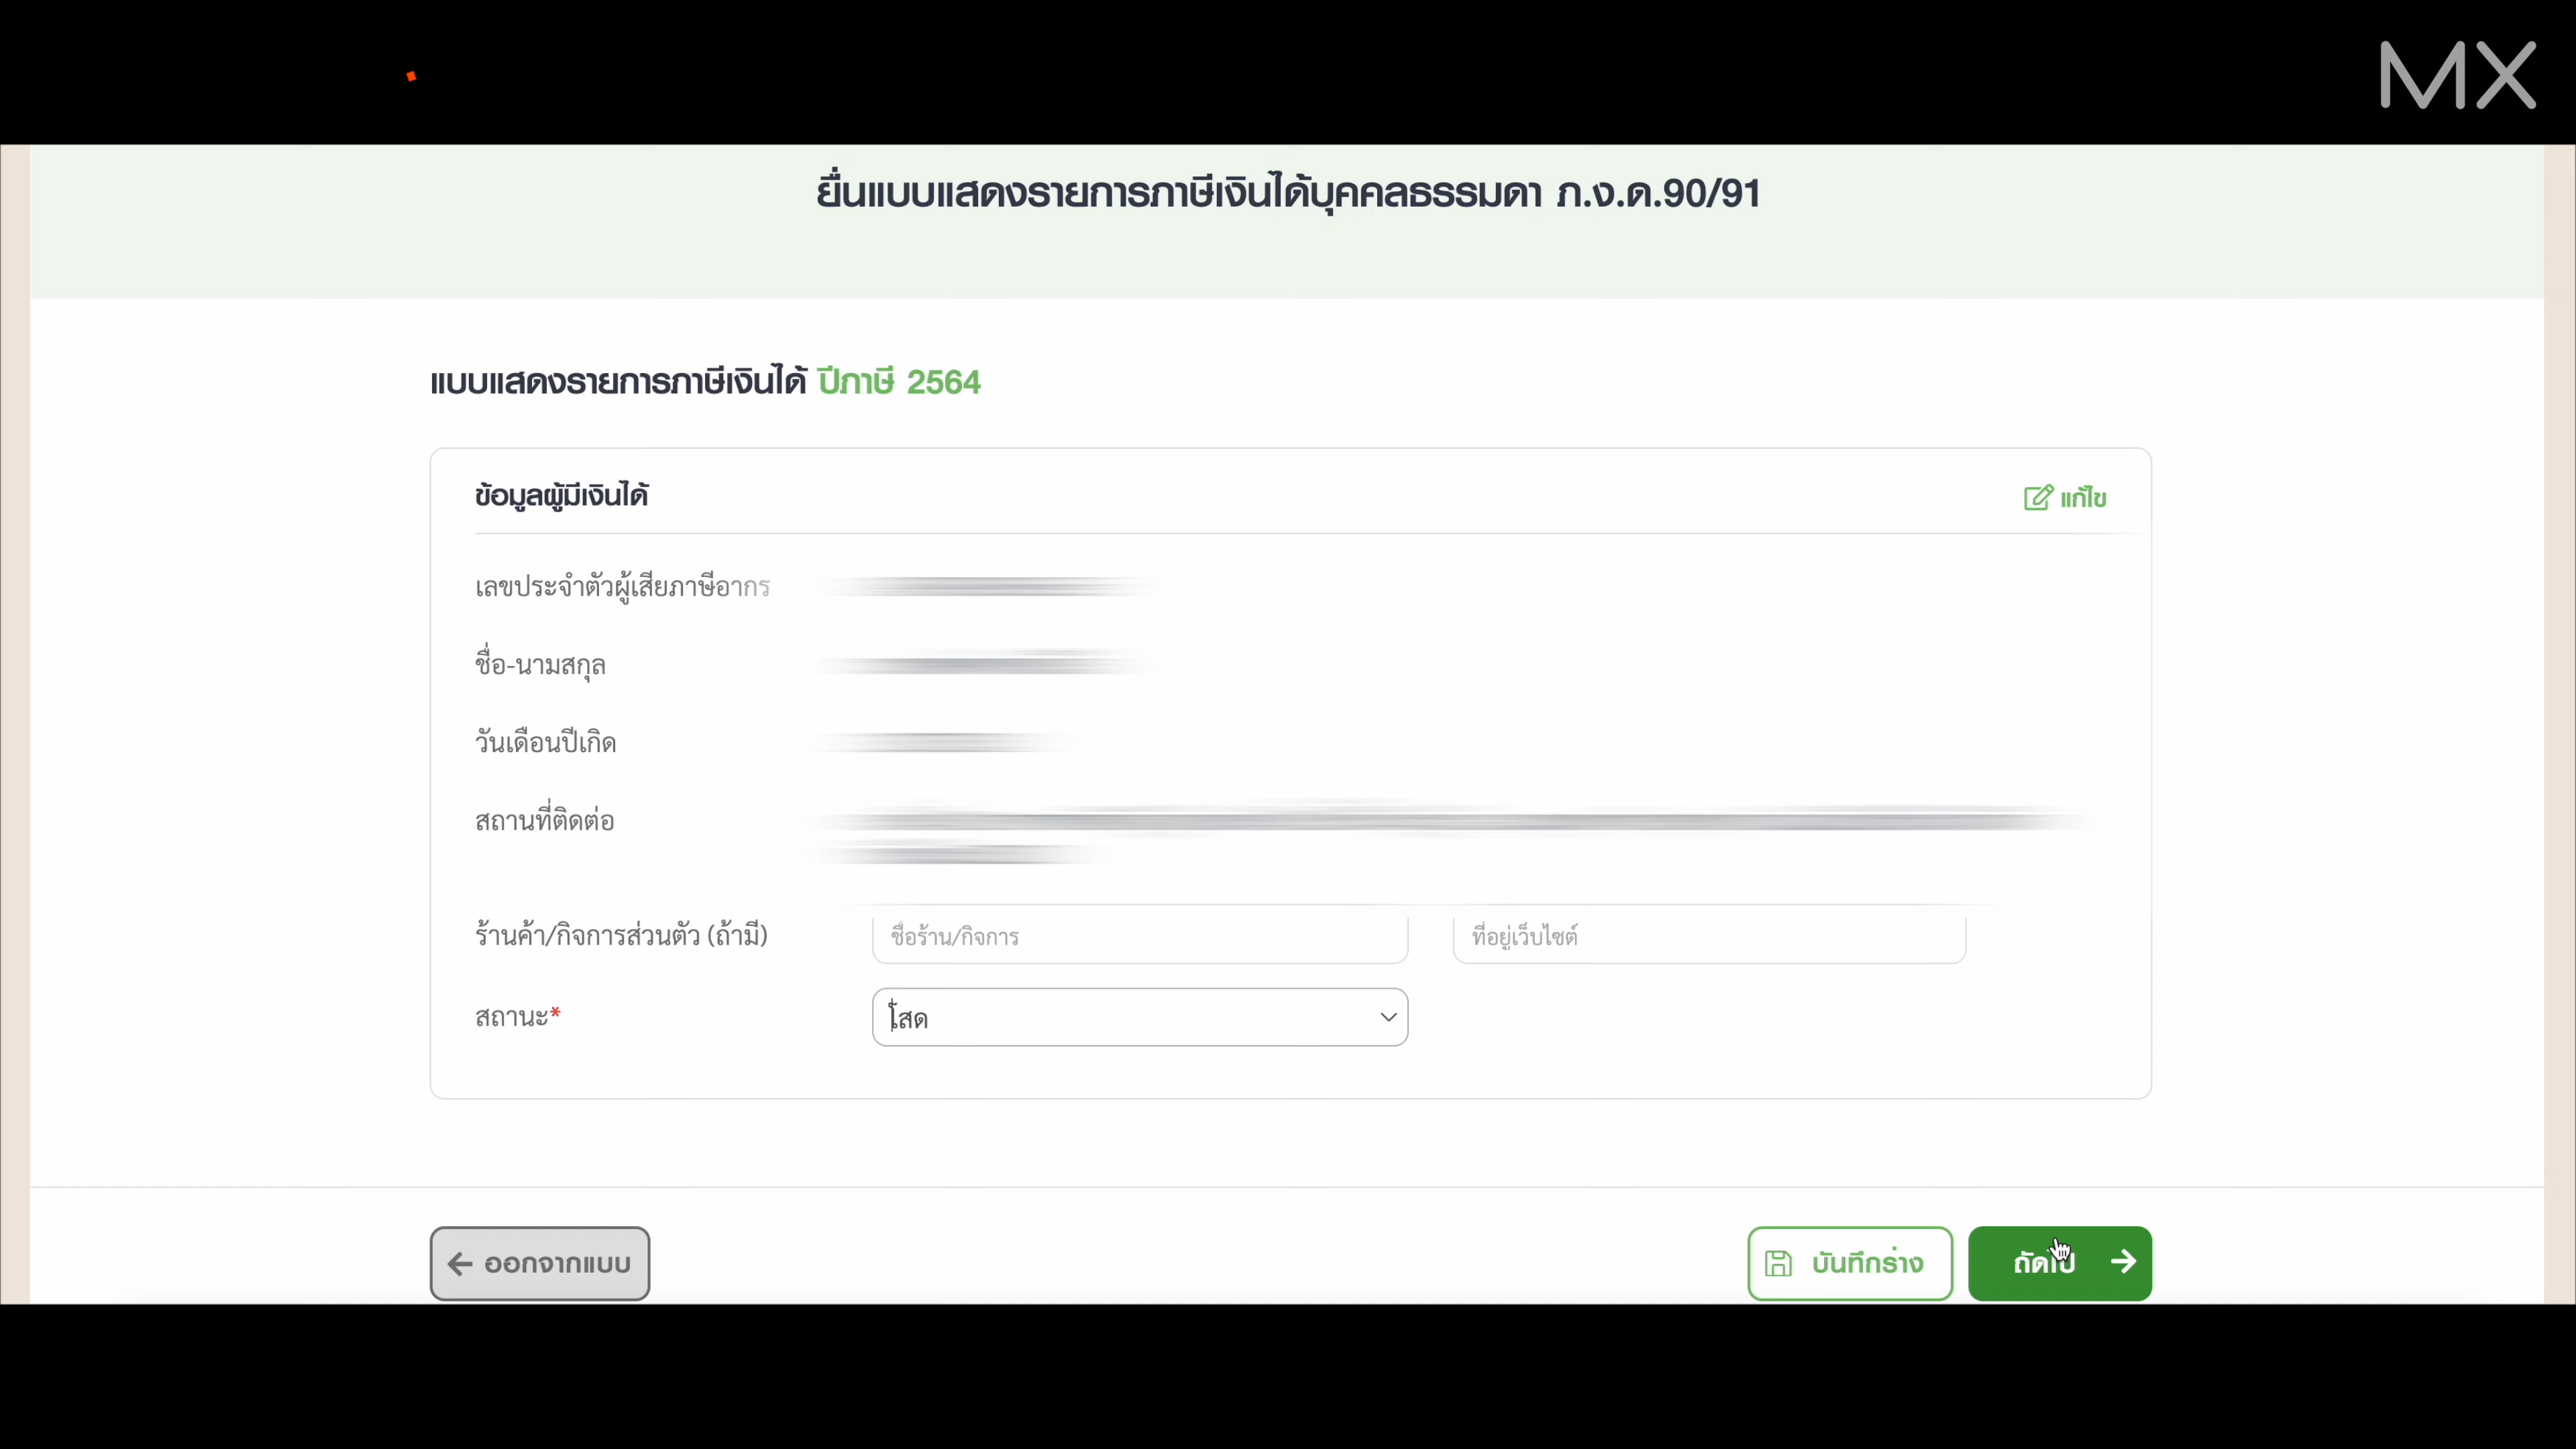 MX
ยื่นแบบแสดงรายการภาษีเงินได้บุคคลธรรมดา ภ.ง.ด.90/91
แบบแสดงรายการภาษีเงินได้ ปีภาษี 2564
ข้อมูลผู้มีเงินได้
แก้ไข
เลขประจำตัวผู้เสียภาษีอากร
ชื่อ-นามสกุล
วันเดือนปีเกิด
สถานที่ติดต่อ
ร้านค้า/กิจการส่วนตัว (ถ้ามี) ชื่อร้าน/กิจการ ที่อยู่เว็บไซต์
สถานะ* โสด
ออกจากแบบ บันทึกร่าง ถัดไป